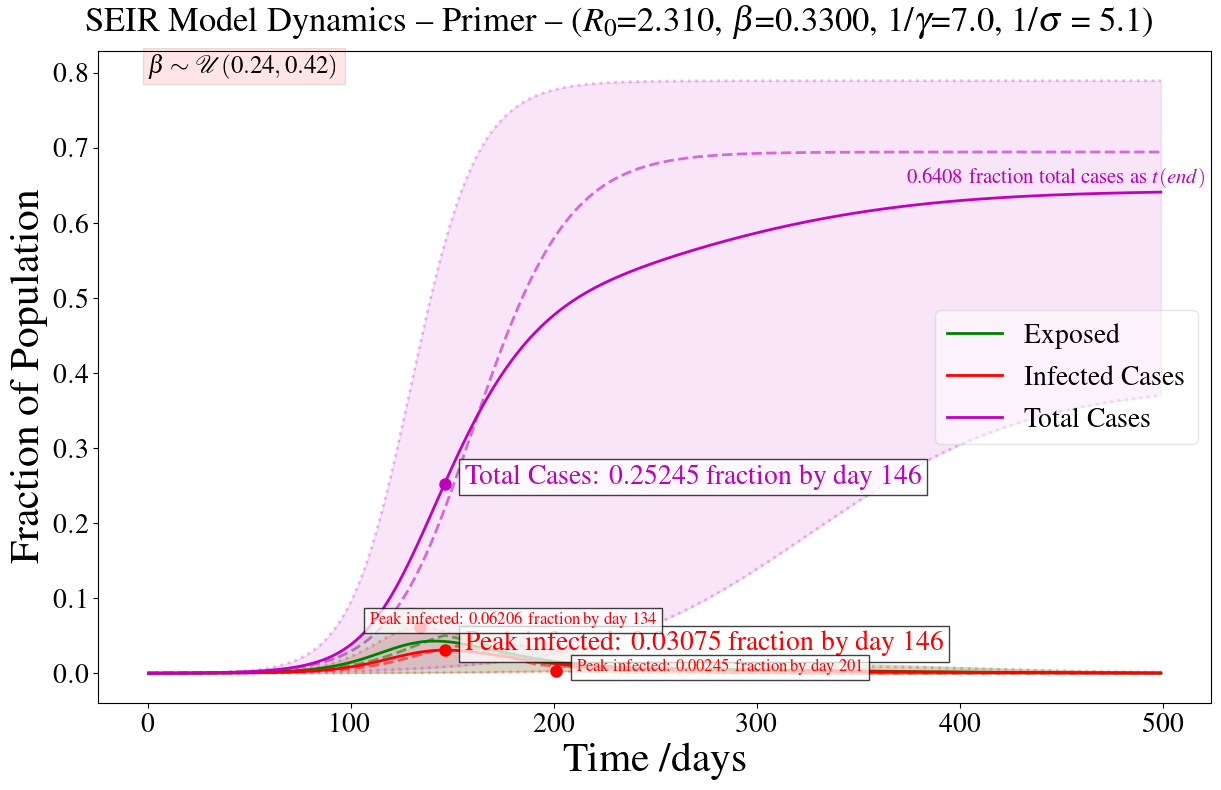 SEIR Model Dynamics – Primer – (R₀=2.310, β=0.3300, 1/γ=7.0, 1/σ = 5.1)
β ∼ 𝒰 (0.24, 0.42)
Fraction of Population
0.8
0.7
0.6
0.5
0.4
0.3
0.2
0.1
0.0
0.6408 fraction total cases as t(end)
Exposed
Infected Cases
Total Cases
Total Cases: 0.25245 fraction by day 146
Peak infected: 0.06206 fraction by day 134
Peak infected: 0.03075 fraction by day 146
Peak infected: 0.00245 fraction by day 201
0 100 200 300 400 500
Time /days